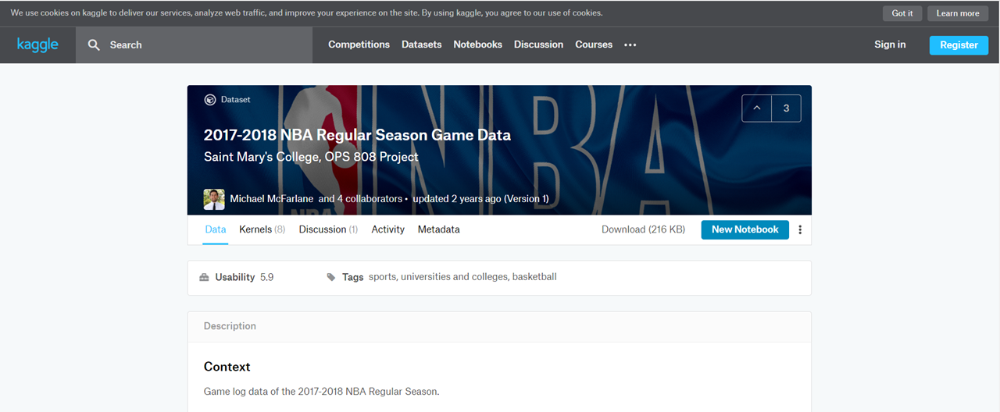 We use cookies on kaggle to deliver our services, analyze web traffic, and improve your experience on the site. By using kaggle, you agree to our use of cookies.
Got it
Learn more
kaggle
Search
Competitions
Datasets
Notebooks
Discussion
Courses
•••
Sign in
Register
Dataset
3
2017-2018 NBA Regular Season Game Data
Saint Mary's College, OPS 808 Project
NBA
NBA
Michael McFarlane and 4 collaborators • updated 2 years ago (Version 1)
Data
Kernels (8)
Discussion (1)
Activity
Metadata
Download (216 KB)
New Notebook
Usability 5.9
Tags sports, universities and colleges, basketball
Description
Context
Game log data of the 2017-2018 NBA Regular Season.